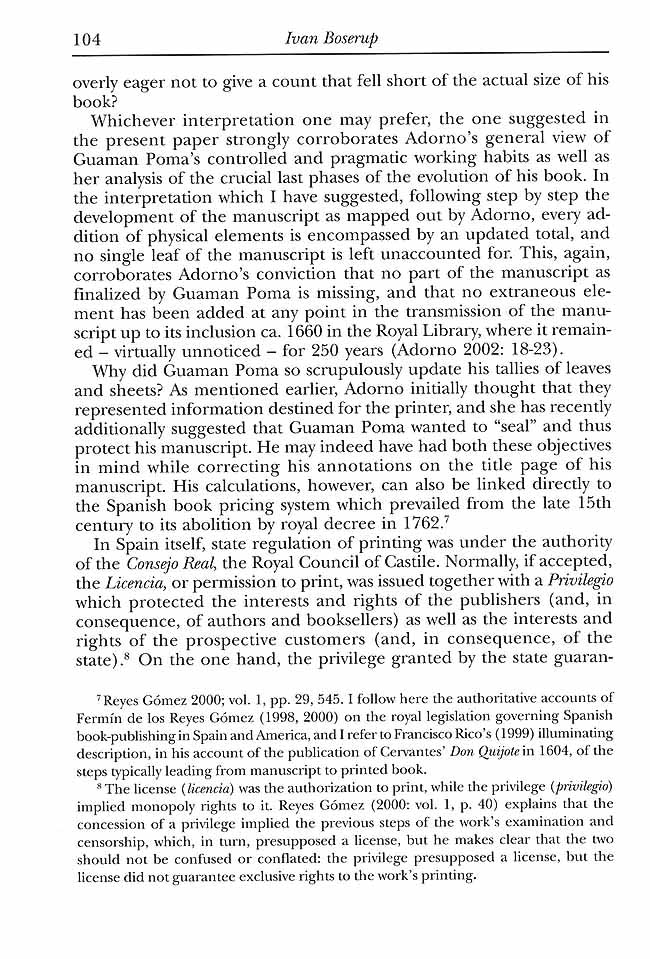 104 Ivan Boserup
overly eager not to give a count that fell short of the actual size of his
book?
Whichever interpretation one may prefer, the one suggested in
the present paper strongly corroborates Adorno's general view of
Guaman Poma's controlled and pragmatic working habits as well as
her analysis of the crucial last phases of the evolution of his book. In
the interpretation which I have suggested, following step by step the
development of the manuscript as mapped out by Adorno, every ad-
dition of physical elements is encompassed by an updated total, and
no single leaf of the manuscript is left unaccounted for. This, again,
corroborates Adorno's conviction that no part of the manuscript as
finalized by Guaman Poma is missing, and that no extraneous ele-
ment has been added at any point in the transmission of the manu-
script up to its inclusion ca. 1660 in the Royal Library, where it remain-
ed – virtually unnoticed – for 250 years (Adorno 2002: 18-23).
Why did Guaman Poma so scrupulously update his tallies of leaves
and sheets? As mentioned earlier, Adorno initially thought that they
represented information destined for the printer, and she has recently
additionally suggested that Guaman Poma wanted to “seal” and thus
protect his manuscript. He may indeed have had both these objectives
in mind while correcting his annotations on the title page of his
manuscript. His calculations, however, can also be linked directly to
the Spanish book pricing system which prevailed from the late 15th
century to its abolition by royal decree in 1762.⁷
In Spain itself, state regulation of printing was under the authority
of the Consejo Real, the Royal Council of Castile. Normally, if accepted,
the Licencia, or permission to print, was issued together with a Privilegio
which protected the interests and rights of the publishers (and, in
consequence, of authors and booksellers) as well as the interests and
rights of the prospective customers (and, in consequence, of the
state).⁸ On the one hand, the privilege granted by the state guaran-
⁷ Reyes Gómez 2000; vol. 1, pp. 29, 545. I follow here the authoritative accounts of
Fermín de los Reyes Gómez (1998, 2000) on the royal legislation governing Spanish
book-publishing in Spain and America, and I refer to Francisco Rico's (1999) illuminating
description, in his account of the publication of Cervantes' Don Quijote in 1604, of the
steps typically leading from manuscript to printed book.
⁸ The license (licencia) was the authorization to print, while the privilege (privilegio)
implied monopoly rights to it. Reyes Gómez (2000: vol. 1, p. 40) explains that the
concession of a privilege implied the previous steps of the work's examination and
censorship, which, in turn, presupposed a license, but he makes clear that the two
should not be confused or conflated: the privilege presupposed a license, but the
license did not guarantee exclusive rights to the work's printing.